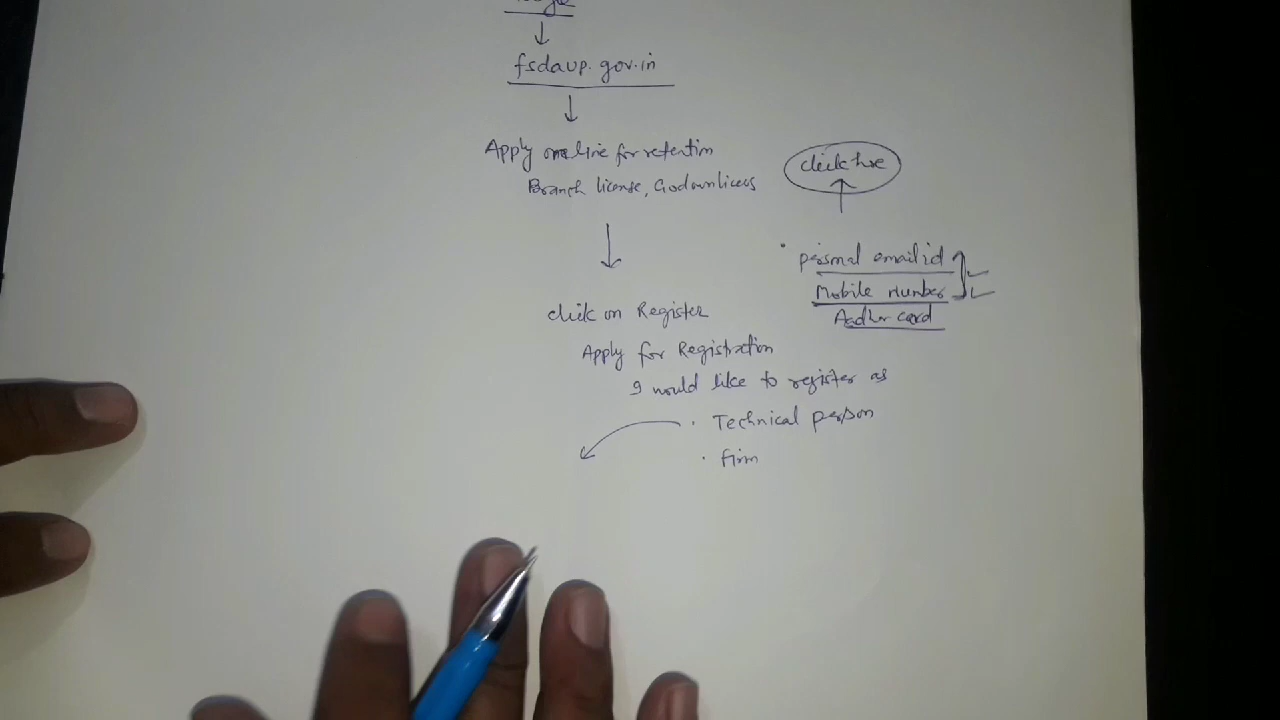 fsdaup.gov.in
Apply online for retention
Branch license, Godown licens
click on Register
Apply for Registration
I would like to register as
· Technical person
· firm
click here
personal email id
Mobile Number
Aadhar card